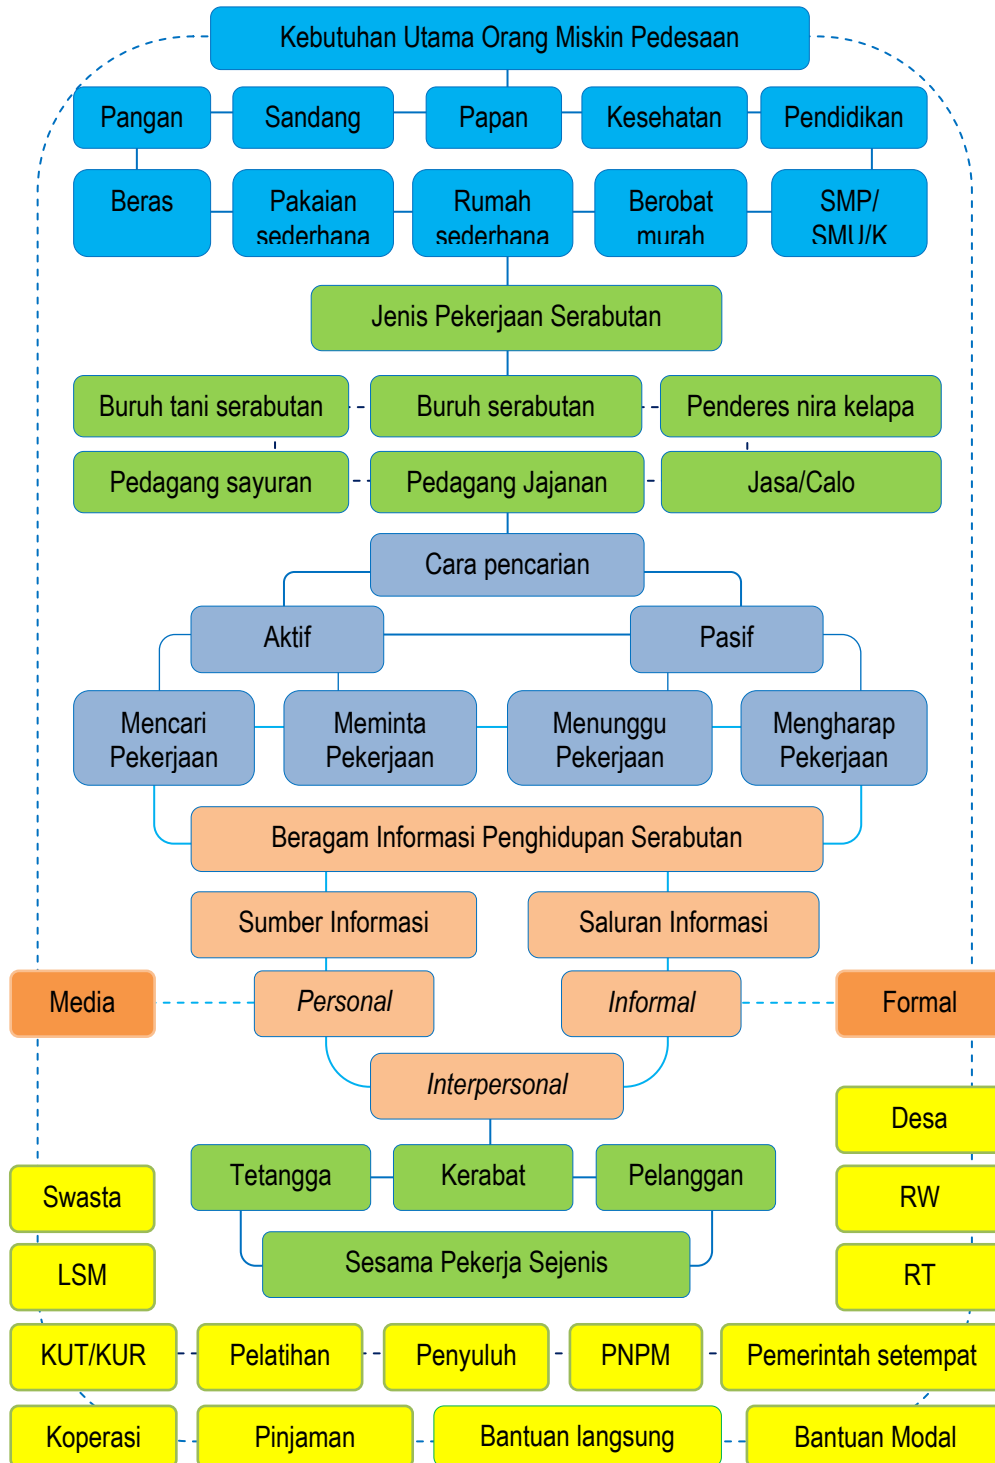 Kebutuhan Utama Orang Miskin Pedesaan
Pangan
Sandang
Papan
Kesehatan
Pendidikan
Beras
Pakaian
sederhana
Rumah
sederhana
Berobat
murah
SMP/
SMU/K
Jenis Pekerjaan Serabutan
Buruh tani serabutan
Buruh serabutan
Penderes nira kelapa
Pedagang sayuran
Pedagang Jajanan
Jasa/Calo
Cara pencarian
Aktif
Pasif
Mencari
Pekerjaan
Meminta
Pekerjaan
Menunggu
Pekerjaan
Mengharap
Pekerjaan
Beragam Informasi Penghidupan Serabutan
Sumber Informasi
Saluran Informasi
Media
Personal
Informal
Formal
Interpersonal
Desa
Tetangga
Kerabat
Pelanggan
Swasta
RW
Sesama Pekerja Sejenis
LSM
RT
KUT/KUR
Pelatihan
Penyuluh
PNPM
Pemerintah setempat
Koperasi
Pinjaman
Bantuan langsung
Bantuan Modal